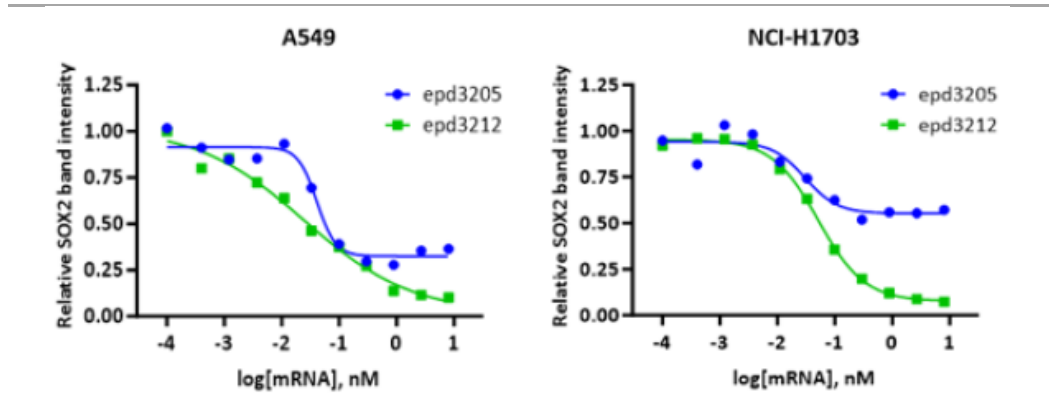 A549
Relative SOX2 band intensity
1.25
1.00
0.75
0.50
0.25
0.00
epd3205
epd3212
-4 -3 -2 -1 0 1
log[mRNA], nM
NCI-H1703
Relative SOX2 band intensity
1.25
1.00
0.75
0.50
0.25
0.00
epd3205
epd3212
-4 -3 -2 -1 0 1
log[mRNA], nM